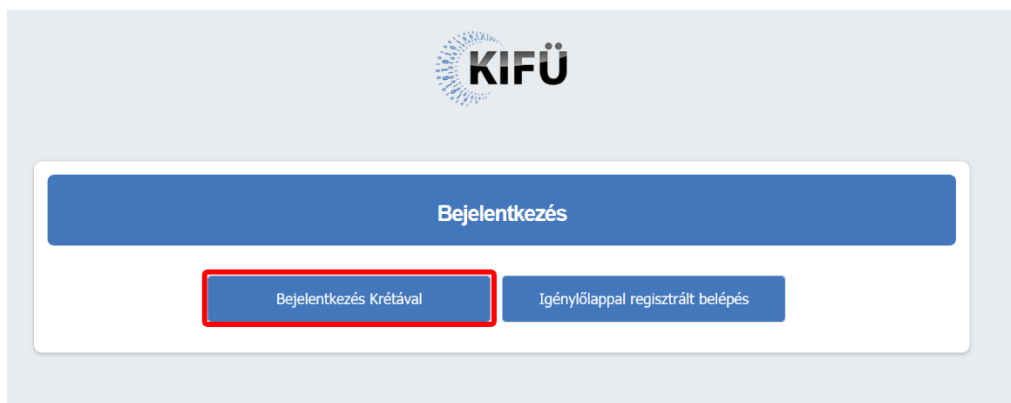 KIFÜ
Bejelentkezés
Bejelentkezés Krétával
Igénylőlappal regisztrált belépés